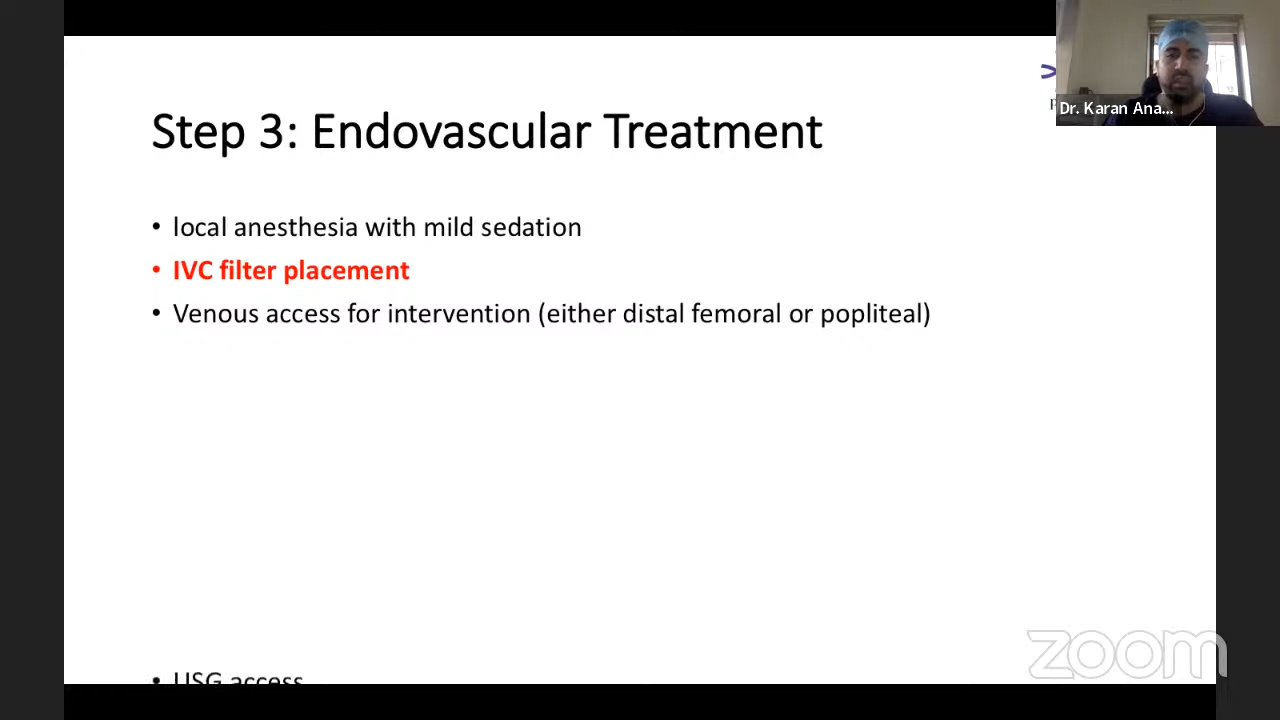 Dr. Karan Ana...
Step 3: Endovascular Treatment
• local anesthesia with mild sedation
• IVC filter placement
• Venous access for intervention (either distal femoral or popliteal)
• USG access
zoom